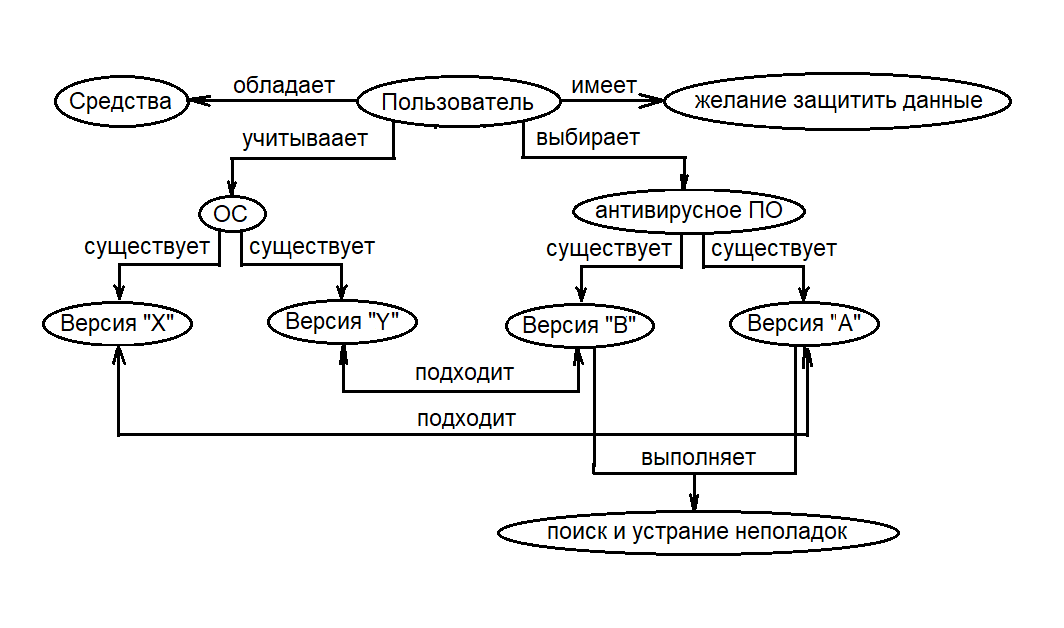 обладает
имеет
Средства
Пользователь
желание защитить данные
учитываает
выбирает
ОС
антивирусное ПО
существует
существует
существует
существует
Версия "X"
Версия "Y"
Версия "B"
Версия "A"
подходит
подходит
выполняет
поиск и устрание неполадок